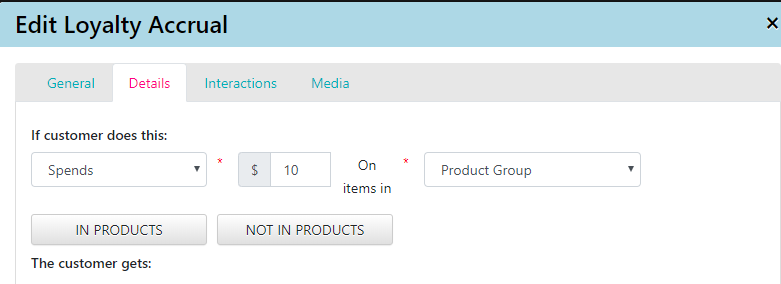 Edit Loyalty Accrual ×
General Details Interactions Media
If customer does this:
Spends * $ 10 On items in * Product Group
IN PRODUCTS NOT IN PRODUCTS
The customer gets: